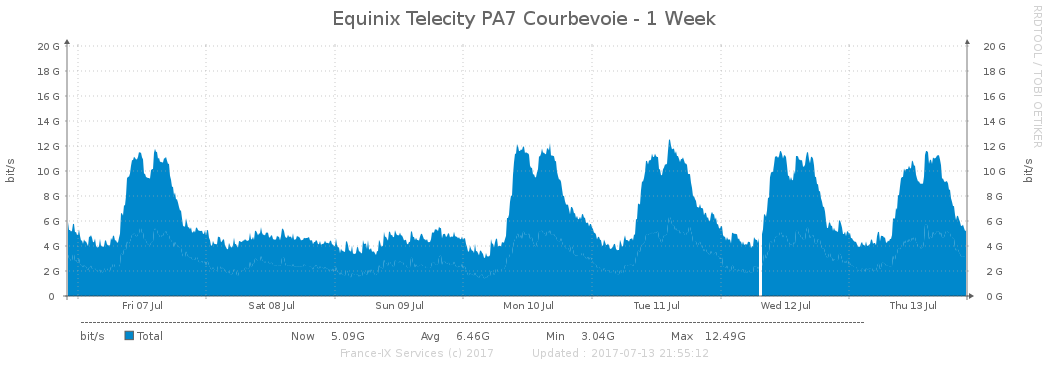 Equinix Telecity PA7 Courbevoie - 1 Week
RRDTOOL / TOBI OETIKER
20 G 20 G
18 G 18 G
16 G 16 G
14 G 14 G
12 G 12 G
10 G 10 G
8 G 8 G
6 G 6 G
4 G 4 G
2 G 2 G
0 0 G
bit/s
bit/s
Fri 07 Jul Sat 08 Jul Sun 09 Jul Mon 10 Jul Tue 11 Jul Wed 12 Jul Thu 13 Jul
bit/s Total Now 5.09G Avg 6.46G Min 3.04G Max 12.49G
France-IX Services (c) 2017 Updated : 2017-07-13 21:55:12